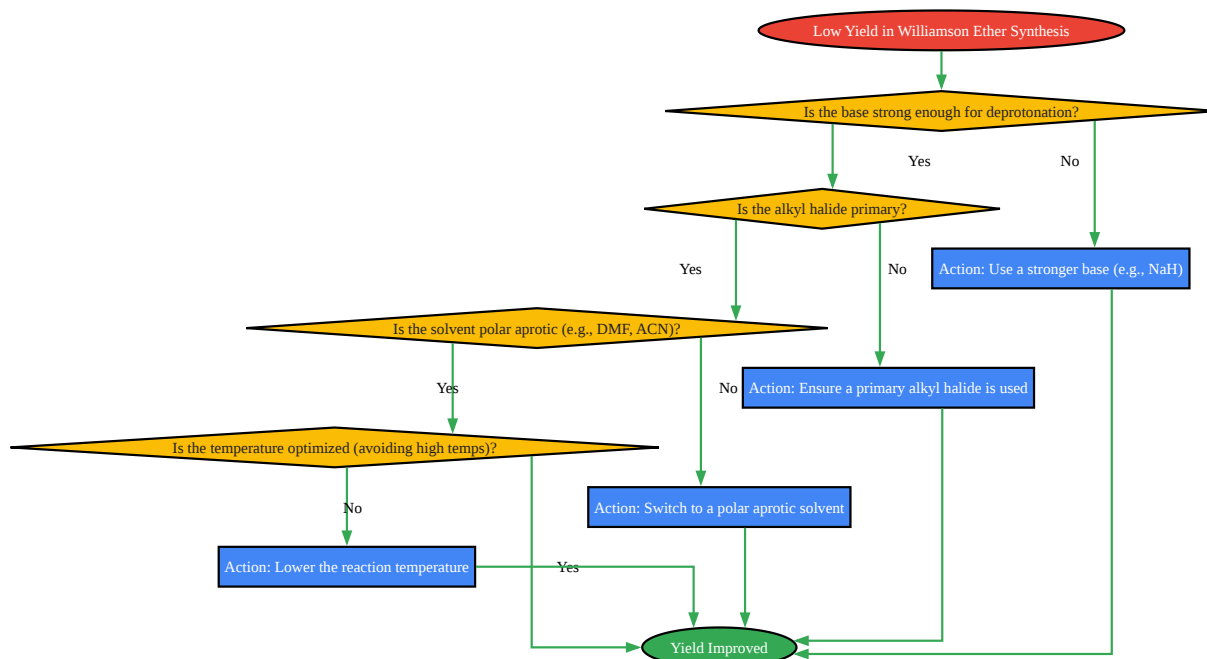 Low Yield in Williamson Ether Synthesis
Is the base strong enough for deprotonation?
Yes
No
Is the alkyl halide primary?
Yes
No
Action: Use a stronger base (e.g., NaH)
Is the solvent polar aprotic (e.g., DMF, ACN)?
Yes
No
Action: Ensure a primary alkyl halide is used
Is the temperature optimized (avoiding high temps)?
No
Action: Switch to a polar aprotic solvent
Action: Lower the reaction temperature
Yes
Yield Improved